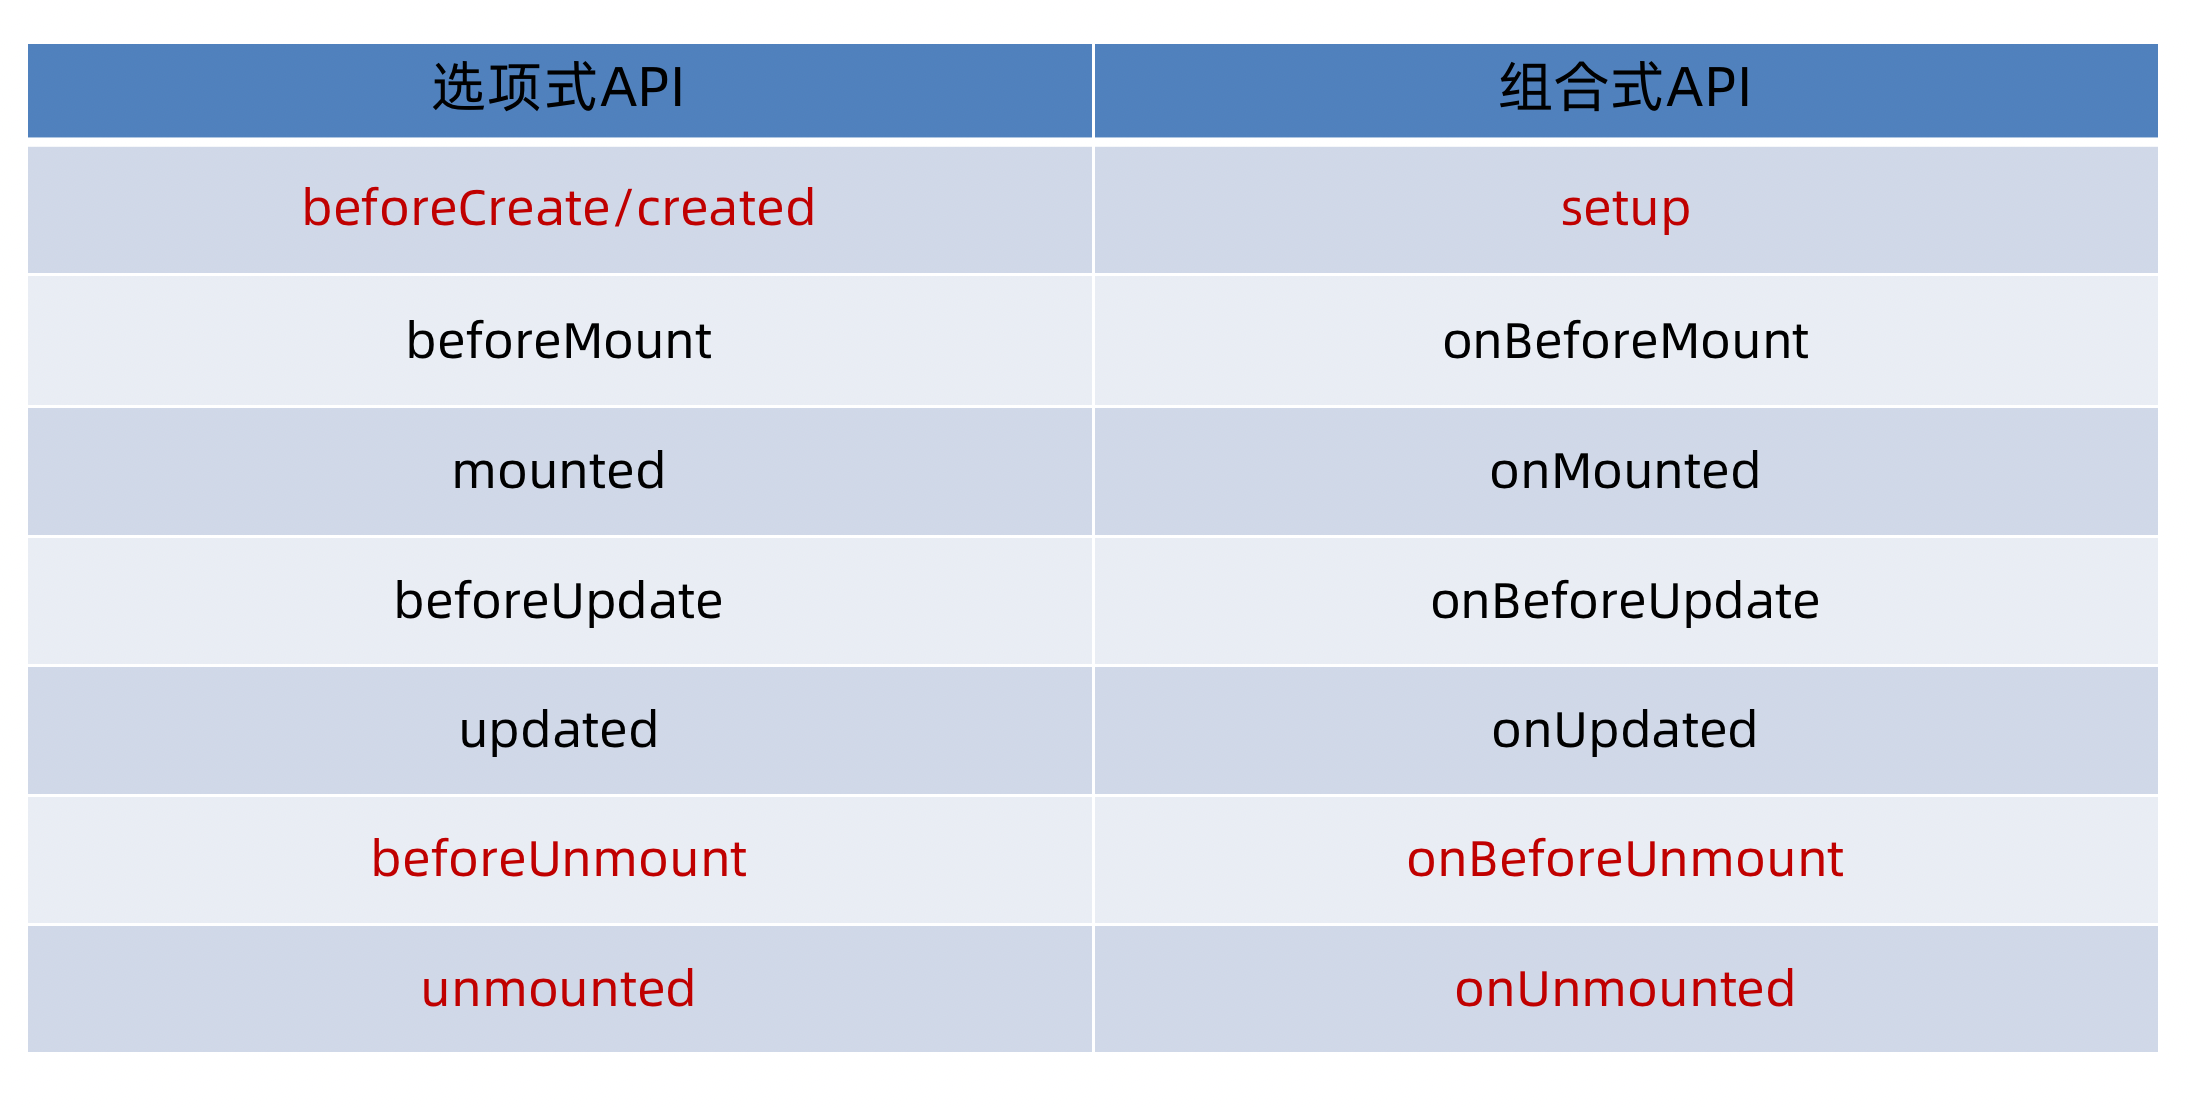 选项式API 组合式API
beforeCreate/created setup
beforeMount onBeforeMount
mounted onMounted
beforeUpdate onBeforeUpdate
updated onUpdated
beforeUnmount onBeforeUnmount
unmounted onUnmounted